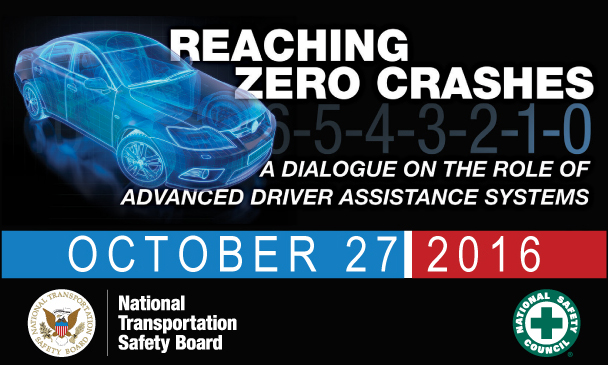 REACHING
ZERO CRASHES
6-5-4-3-2-1-0
A DIALOGUE ON THE ROLE OF
ADVANCED DRIVER ASSISTANCE SYSTEMS
OCTOBER 27 2016
NATIONAL TRANSPORTATION
SAFETY BOARD
National
Transportation
Safety Board
NATIONAL SAFETY
COUNCIL
®